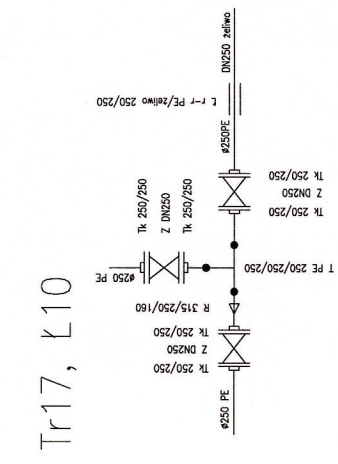 Tr17, Ł10
DN250 żeliwo
Ł r-r PE/żeliwo 250/250
ø250PE
Tk 250/250
Z DN250
Tk 250/250
Tk 250/250
Z DN250
Tk 250/250
ø250 PE
T PE 250/250/250
R 315/250/160
Tk 250/250
Z DN250
Tk 250/250
ø250 PE